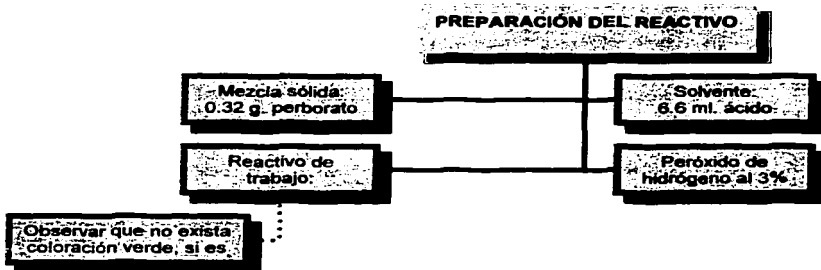 PREPARACIÓN DEL REACTIVO
Mezcla sólida:
0.32 g. perborato
Solvente:
6.6 ml. ácido
Reactivo de
trabajo:
Peróxido de
hidrógeno al 3%
Observar que no exista
coloración verde, si es